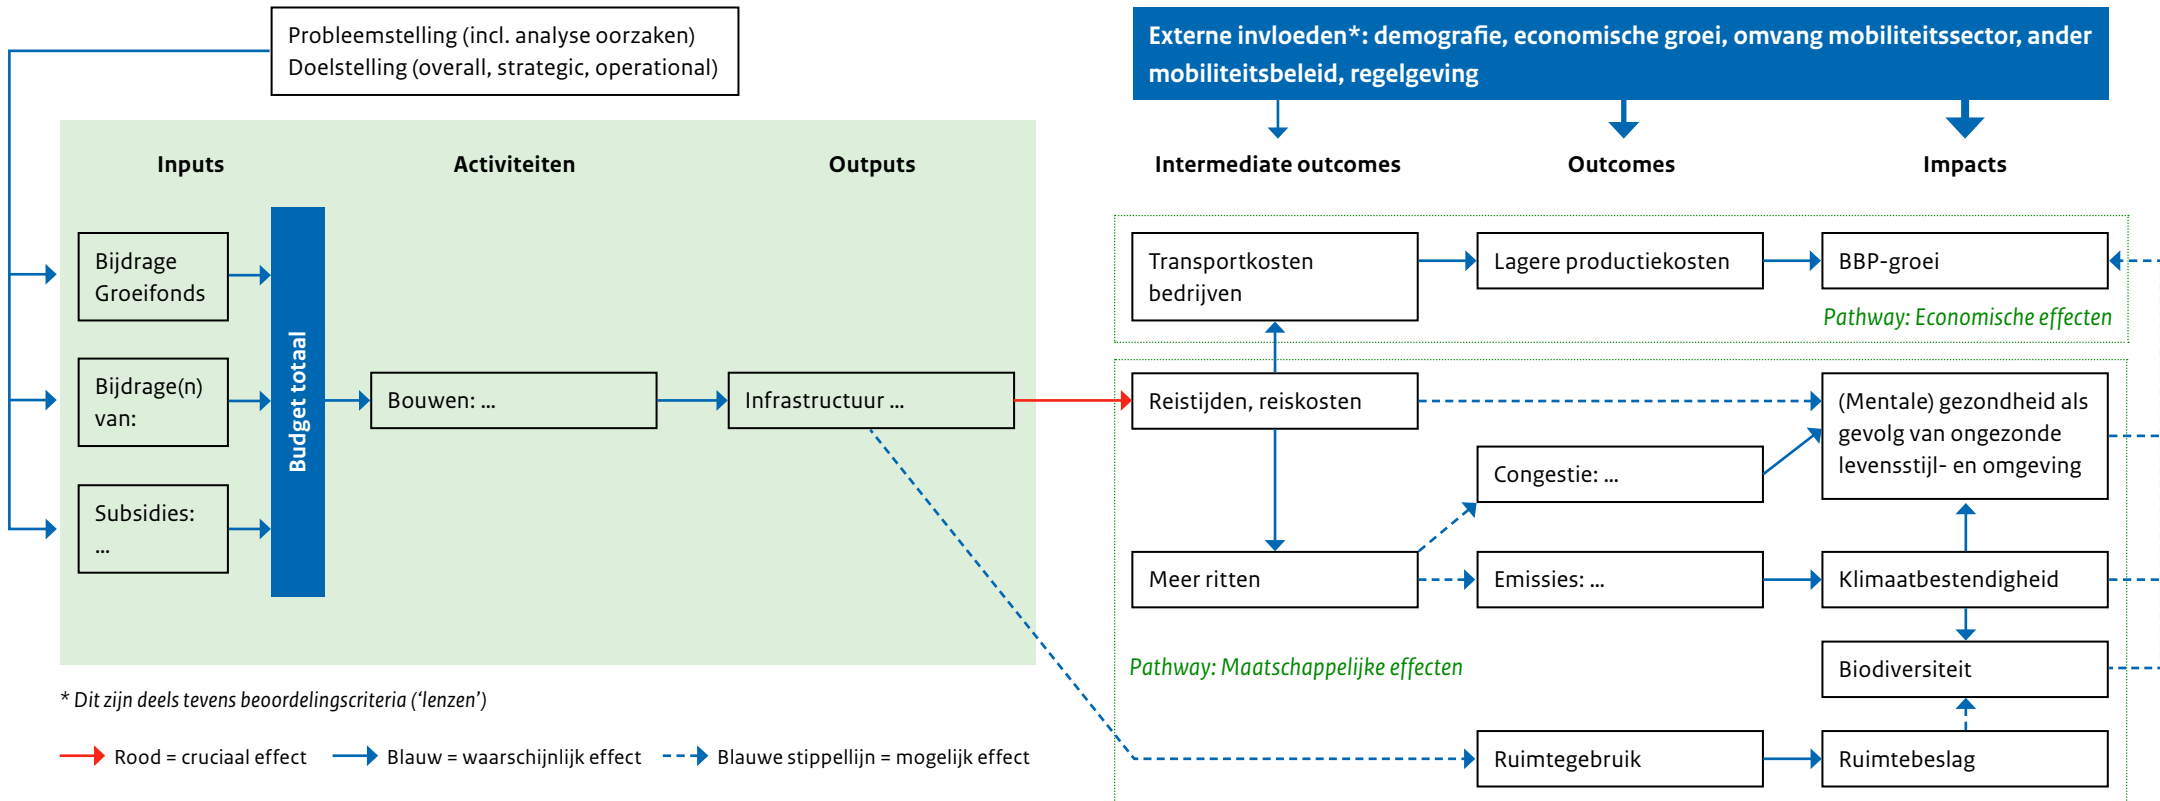 Probleemstelling (incl. analyse oorzaken)
Doelstelling (overall, strategic, operational)
Externe invloeden*: demografie, economische groei, omvang mobiliteitssector, ander
mobiliteitsbeleid, regelgeving
Inputs
Activiteiten
Outputs
Intermediate outcomes
Outcomes
Impacts
Bijdrage
Groeifonds
Bijdrage(n)
van:
Subsidies:
...
Budget totaal
Bouwen: ...
Infrastructuur ...
Transportkosten
bedrijven
Lagere productiekosten
BBP-groei
Pathway: Economische effecten
Reistijden, reiskosten
(Mentale) gezondheid als
gevolg van ongezonde
levensstijl- en omgeving
Congestie: ...
Meer ritten
Emissies: ...
Klimaatbestendigheid
Pathway: Maatschappelijke effecten
Biodiversiteit
Ruimtegebruik
Ruimtebeslag
* Dit zijn deels tevens beoordelingscriteria (‘lenzen’)
Rood = cruciaal effect
Blauw = waarschijnlijk effect
Blauwe stippellijn = mogelijk effect